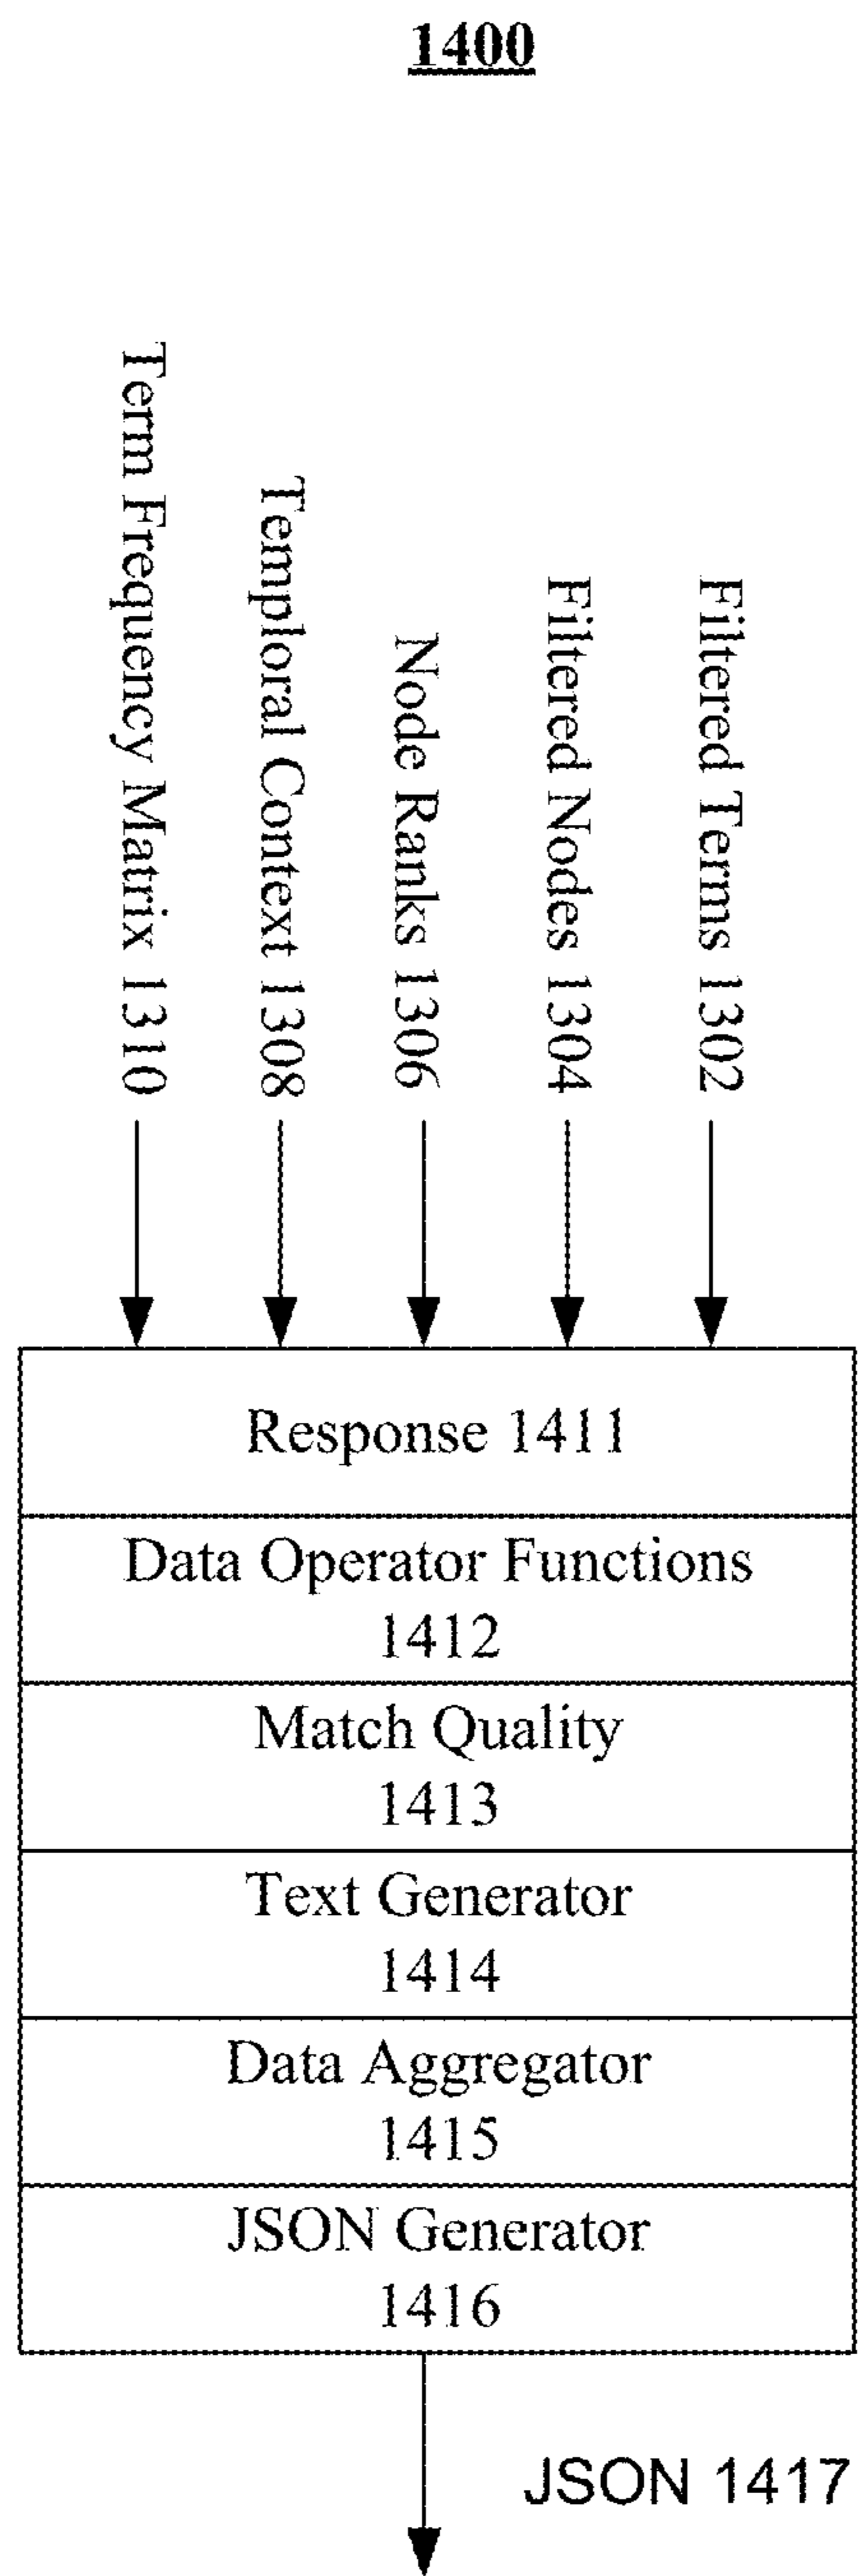 1400
Term Frequency Matrix 1310
Temploral Context 1308
Node Ranks 1306
Filtered Nodes 1304
Filtered Terms 1302
Response 1411
Data Operator Functions
1412
Match Quality
1413
Text Generator
1414
Data Aggregator
1415
JSON Generator
1416
JSON 1417